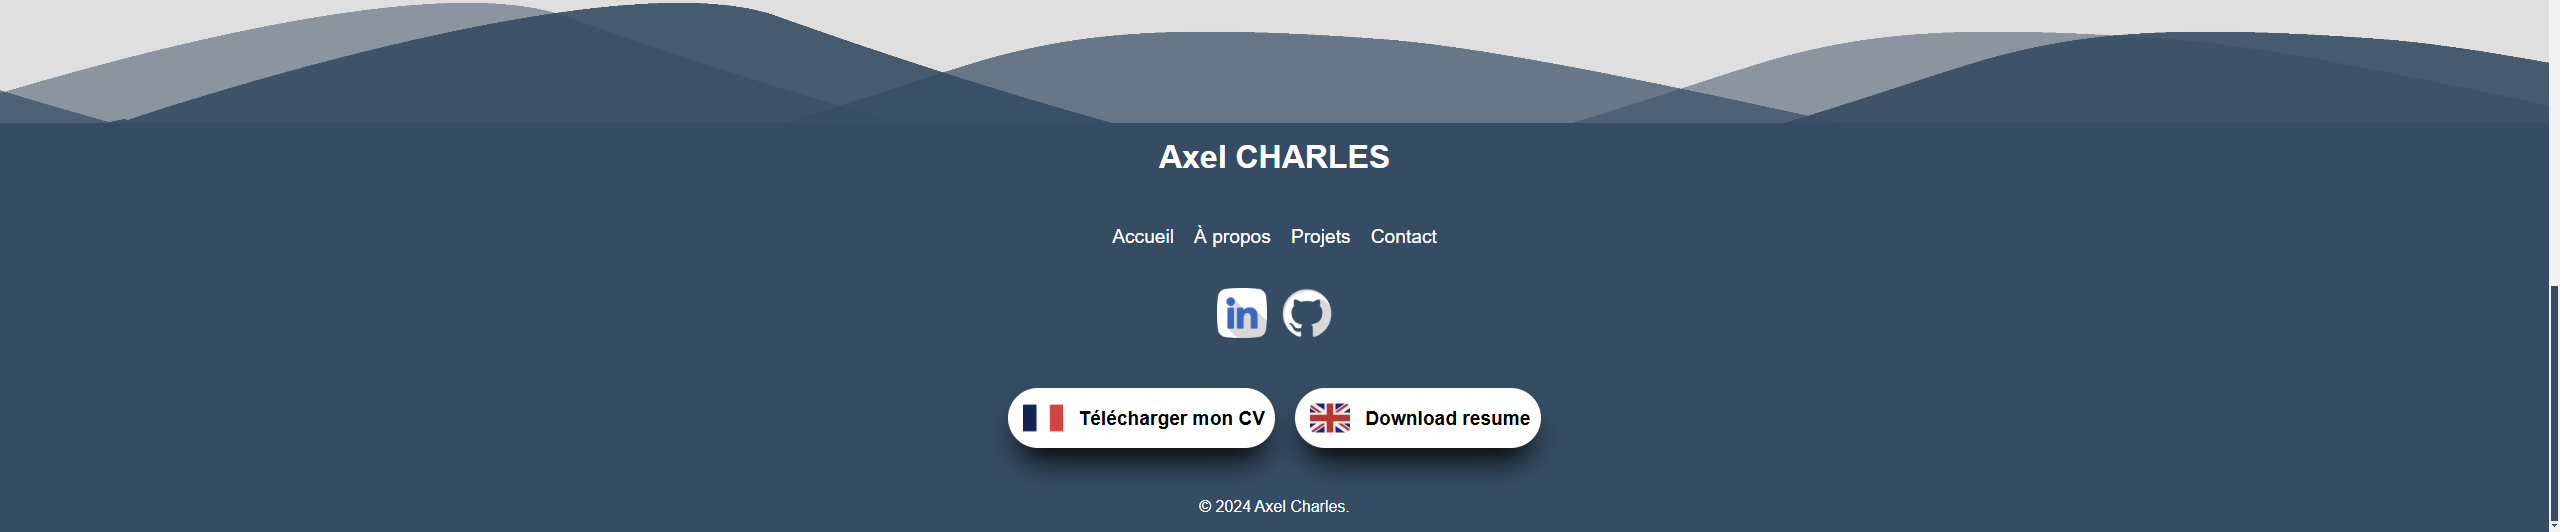 Axel CHARLES
Accueil À propos Projets Contact
in
Télécharger mon CV Download resume
© 2024 Axel Charles.